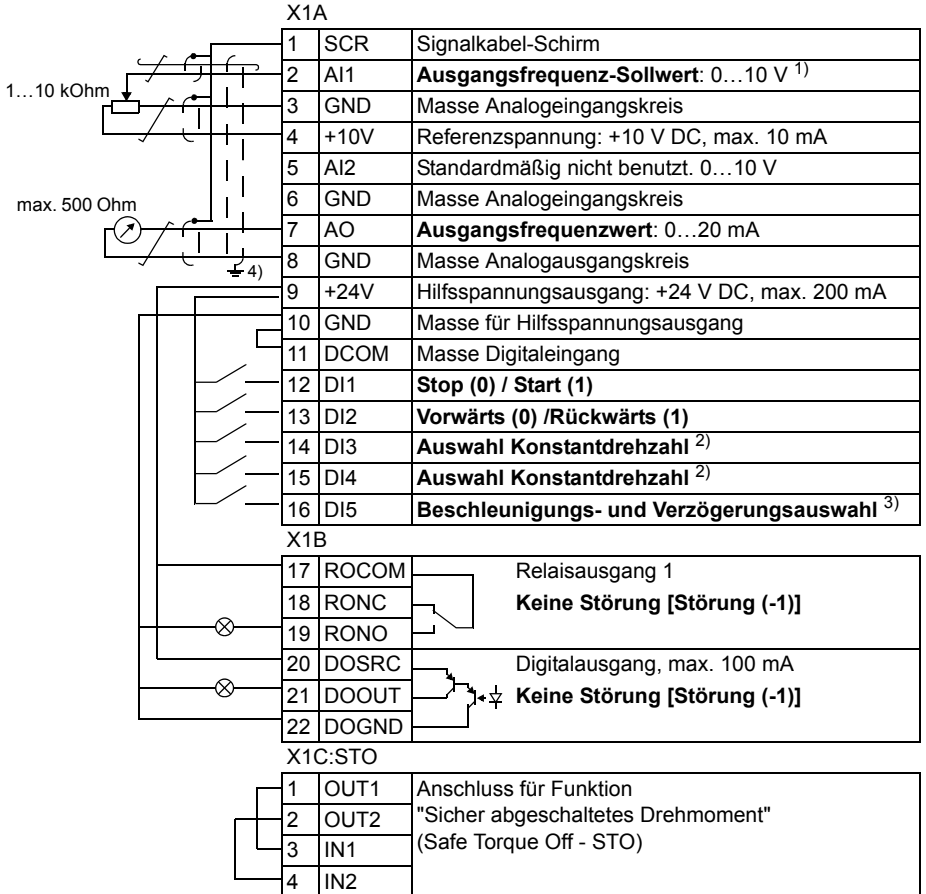 X1A
1 SCR Signalkabel-Schirm
2 AI1 Ausgangsfrequenz-Sollwert: 0…10 V 1)
1…10 kOhm
3 GND Masse Analogeingangskreis
4 +10V Referenzspannung: +10 V DC, max. 10 mA
5 AI2 Standardmäßig nicht benutzt. 0…10 V
6 GND Masse Analogeingangskreis
max. 500 Ohm
7 AO Ausgangsfrequenzwert: 0…20 mA
8 GND Masse Analogausgangskreis
4)
9 +24V Hilfsspannungsausgang: +24 V DC, max. 200 mA
10 GND Masse für Hilfsspannungsausgang
11 DCOM Masse Digitaleingang
12 DI1 Stop (0) / Start (1)
13 DI2 Vorwärts (0) /Rückwärts (1)
14 DI3 Auswahl Konstantdrehzahl 2)
15 DI4 Auswahl Konstantdrehzahl 2)
16 DI5 Beschleunigungs- und Verzögerungsauswahl 3)
X1B
17 ROCOM Relaisausgang 1
18 RONC Keine Störung [Störung (-1)]
19 RONO
20 DOSRC Digitalausgang, max. 100 mA
21 DOOUT Keine Störung [Störung (-1)]
22 DOGND
X1C:STO
1 OUT1 Anschluss für Funktion
2 OUT2 "Sicher abgeschaltetes Drehmoment"
3 IN1 (Safe Torque Off - STO)
4 IN2